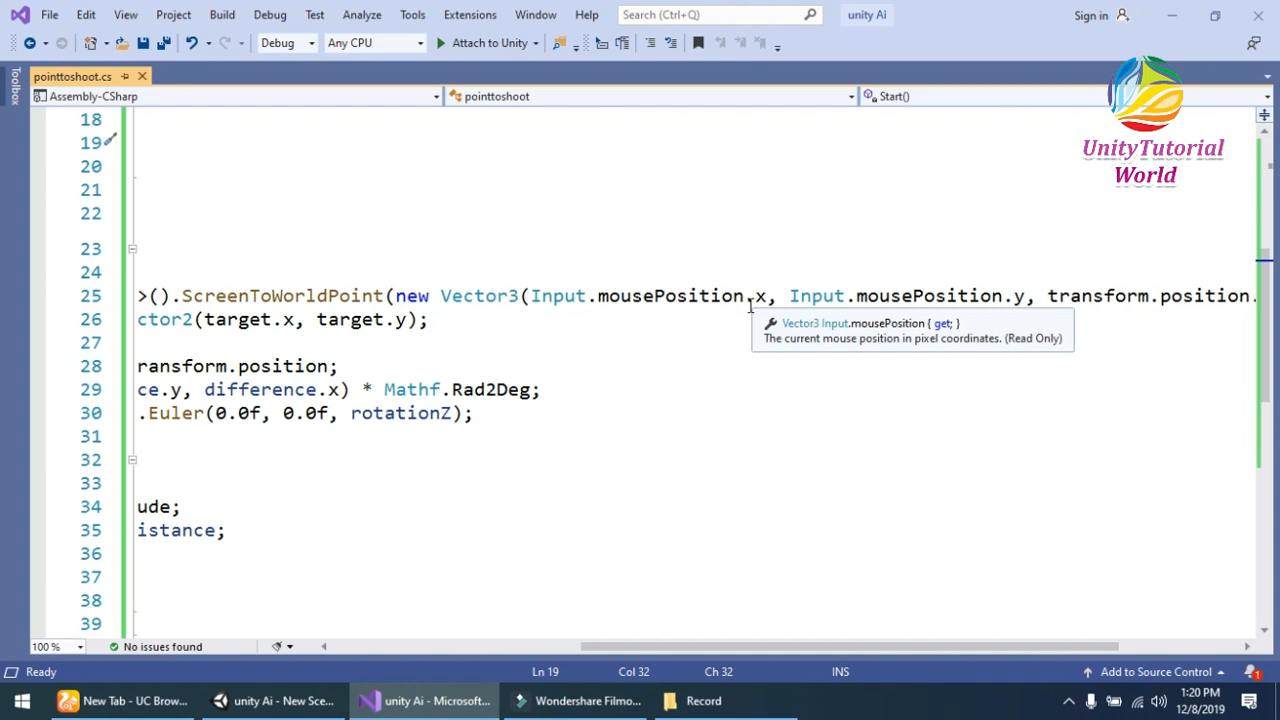 File Edit View Project Build Debug Test Analyze Tools Extensions Window Help Search (Ctrl+Q) unity Ai Sign in
Debug Any CPU Attach to Unity
pointtoshoot.cs
Toolbox
Assembly-CSharp pointtoshoot Start()
UnityTutorial
World
18
19
20
21
22
23
24
25 >().ScreenToWorldPoint(new Vector3(Input.mousePosition.x, Input.mousePosition.y, transform.position.
26 ctor2(target.x, target.y);
Vector3 Input.mousePosition { get; }
The current mouse position in pixel coordinates. (Read Only)
27
28 ransform.position;
29 ce.y, difference.x) * Mathf.Rad2Deg;
30 .Euler(0.0f, 0.0f, rotationZ);
31
32
33
34 ude;
35 istance;
36
37
38
39
100 % No issues found
Ready Ln 19 Col 32 Ch 32 INS Add to Source Control 1
New Tab - UC Brow... unity Ai - New Sce... unity Ai - Microsoft... Wondershare Filmo... Record 1:20 PM
12/8/2019